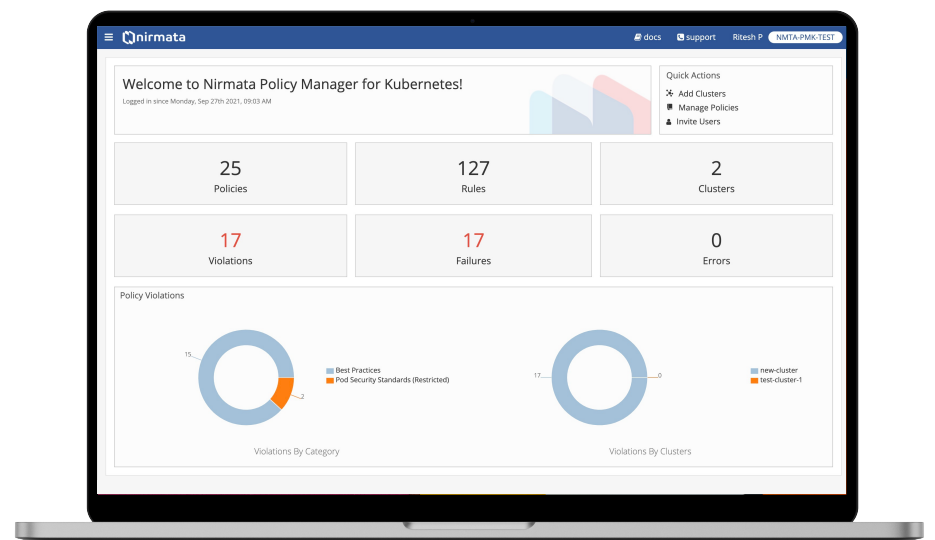 nirmata
docs
support
Ritesh P
NMTA-PMK-TEST
Welcome to Nirmata Policy Manager for Kubernetes!
Logged in since Monday, Sep 27th 2021, 09:03 AM
Quick Actions
Add Clusters
Manage Policies
Invite Users
25
Policies
127
Rules
2
Clusters
17
Violations
17
Failures
0
Errors
Policy Violations
15
2
Best Practices
Pod Security Standards (Restricted)
Violations By Category
17
0
new-cluster
test-cluster-1
Violations By Clusters